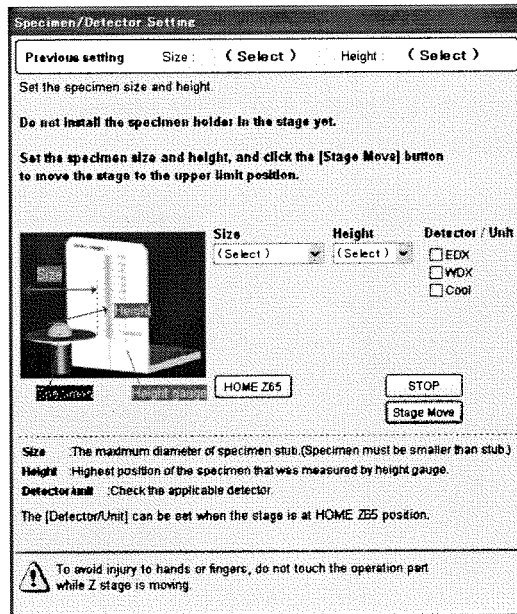 Specimen/Detector Setting
Previous setting Size : ( Select ) Height : ( Select )
Set the specimen size and height.
Do not install the specimen holder in the stage yet.
Set the specimen size and height, and click the [Stage Move] button
to move the stage to the upper limit position.
Size Height Detector / Unit
( Select ) ( Select ) EDX
WDX
Cool
Size
Height
Specimen Height gauge
HOME Z65 STOP
Stage Move
Size :The maximum diameter of specimen stub.(Specimen must be smaller than stub.)
Height :Highest position of the specimen that was measured by height gauge.
Detector/unit :Check the applicable detector.
The [Detector/Unit] can be set when the stage is at HOME Z65 position.
To avoid injury to hands or fingers, do not touch the operation part
while Z stage is moving.